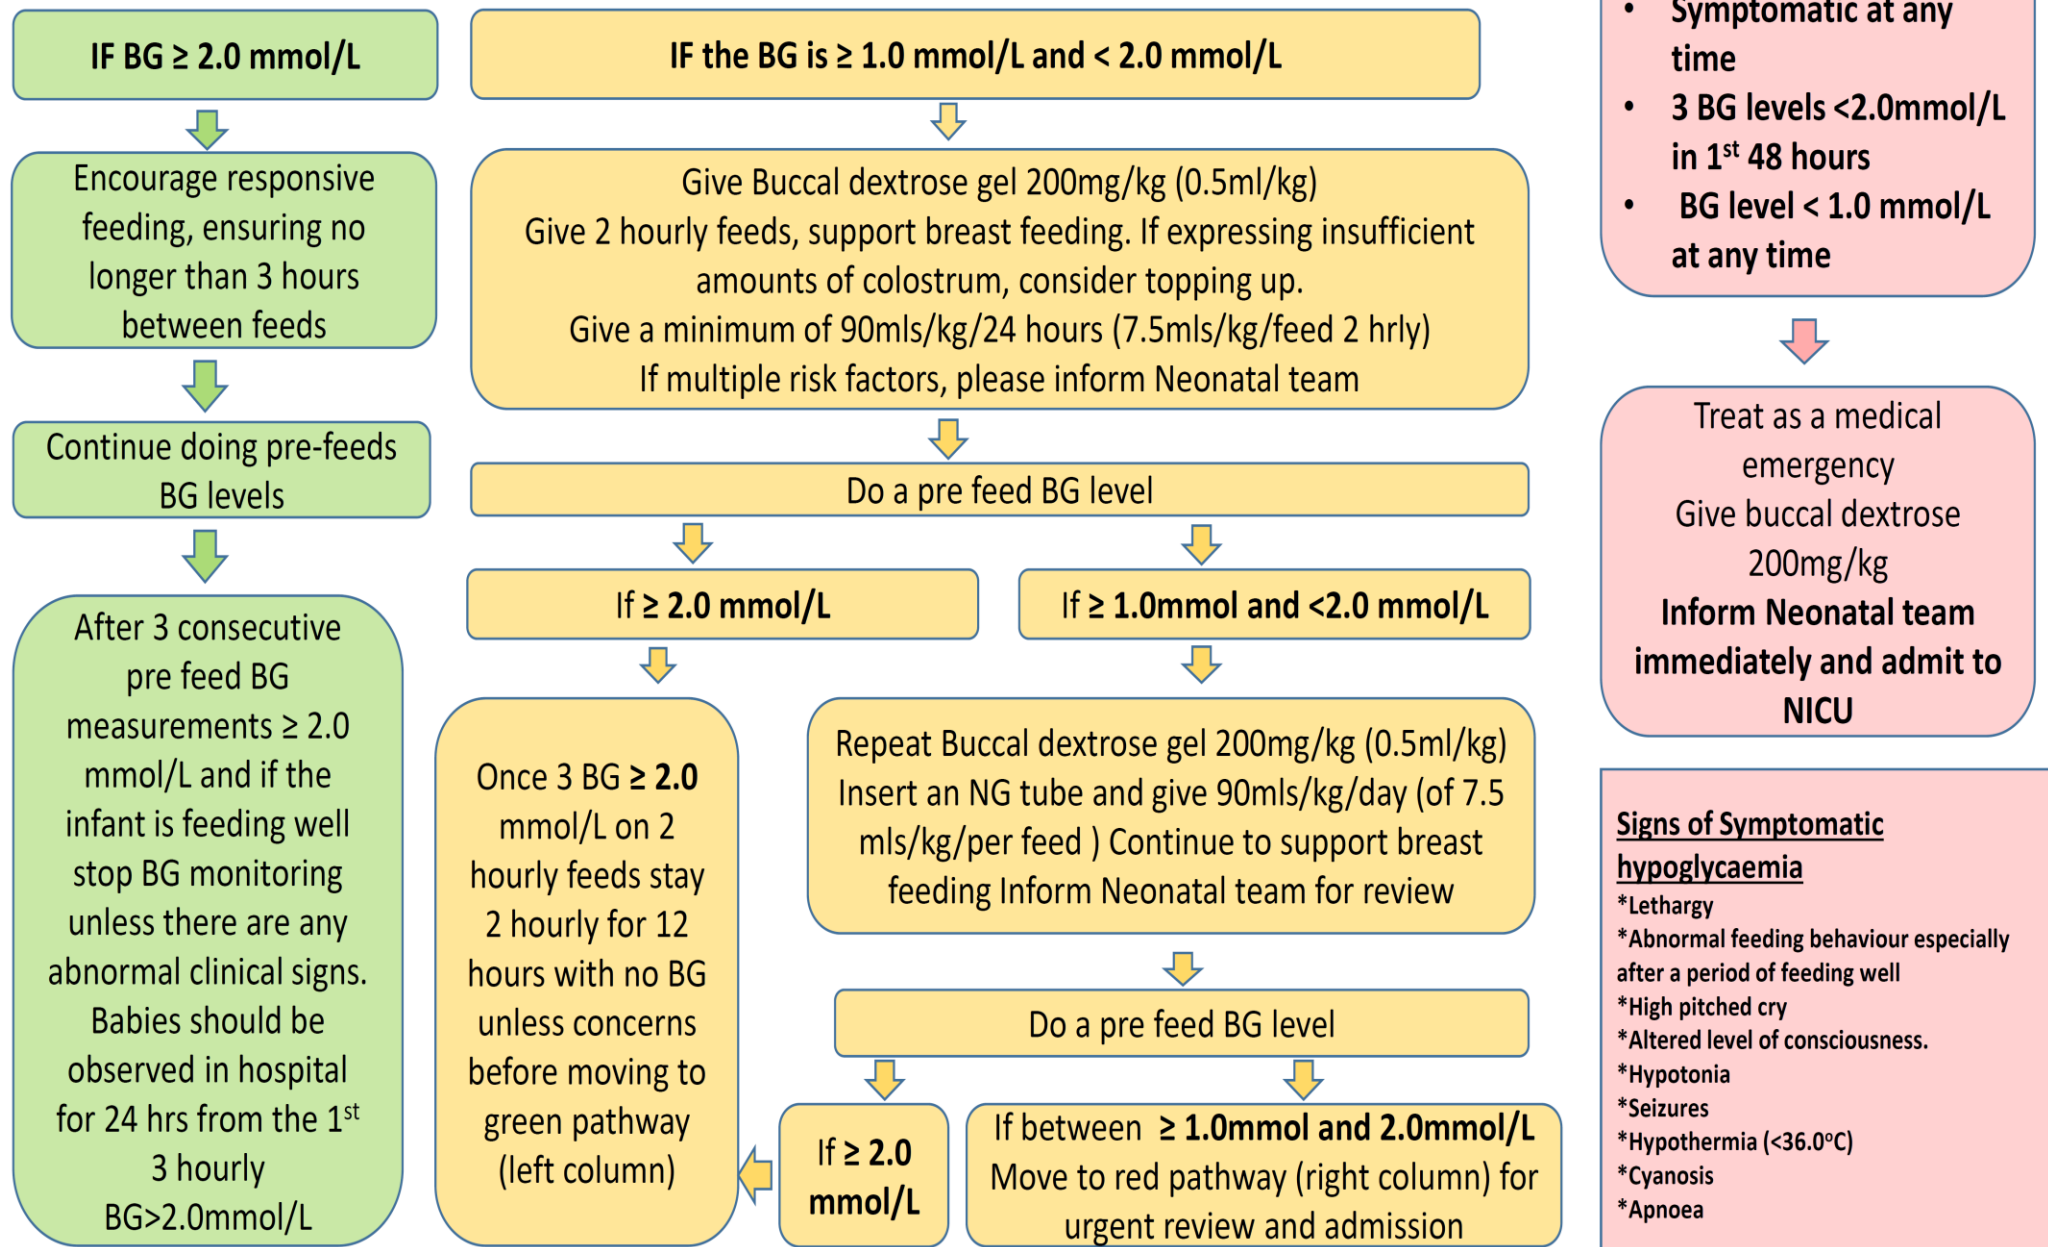 IF BG ≥ 2.0 mmol/L
Encourage responsive
feeding, ensuring no
longer than 3 hours
between feeds
Continue doing pre-feeds
BG levels
After 3 consecutive
pre feed BG
measurements ≥ 2.0
mmol/L and if the
infant is feeding well
stop BG monitoring
unless there are any
abnormal clinical signs.
Babies should be
observed in hospital
for 24 hrs from the 1st
3 hourly
BG>2.0mmol/L
IF the BG is ≥ 1.0 mmol/L and < 2.0 mmol/L
Give Buccal dextrose gel 200mg/kg (0.5ml/kg)
Give 2 hourly feeds, support breast feeding. If expressing insufficient
amounts of colostrum, consider topping up.
Give a minimum of 90mls/kg/24 hours (7.5mls/kg/feed 2 hrly)
If multiple risk factors, please inform Neonatal team
Do a pre feed BG level
If ≥ 2.0 mmol/L
If ≥ 1.0mmol and <2.0 mmol/L
Once 3 BG ≥ 2.0
mmol/L on 2
hourly feeds stay
2 hourly for 12
hours with no BG
unless concerns
before moving to
green pathway
(left column)
Repeat Buccal dextrose gel 200mg/kg (0.5ml/kg)
Insert an NG tube and give 90mls/kg/day (of 7.5
mls/kg/per feed ) Continue to support breast
feeding Inform Neonatal team for review
Do a pre feed BG level
If ≥ 2.0
mmol/L
If between ≥ 1.0mmol and 2.0mmol/L
Move to red pathway (right column) for
urgent review and admission
• Symptomatic at any
time
• 3 BG levels <2.0mmol/L
in 1st 48 hours
• BG level < 1.0 mmol/L
at any time
Treat as a medical
emergency
Give buccal dextrose
200mg/kg
Inform Neonatal team
immediately and admit to
NICU
Signs of Symptomatic
hypoglycaemia
*Lethargy
*Abnormal feeding behaviour especially
after a period of feeding well
*High pitched cry
*Altered level of consciousness.
*Hypotonia
*Seizures
*Hypothermia (<36.0°C)
*Cyanosis
*Apnoea